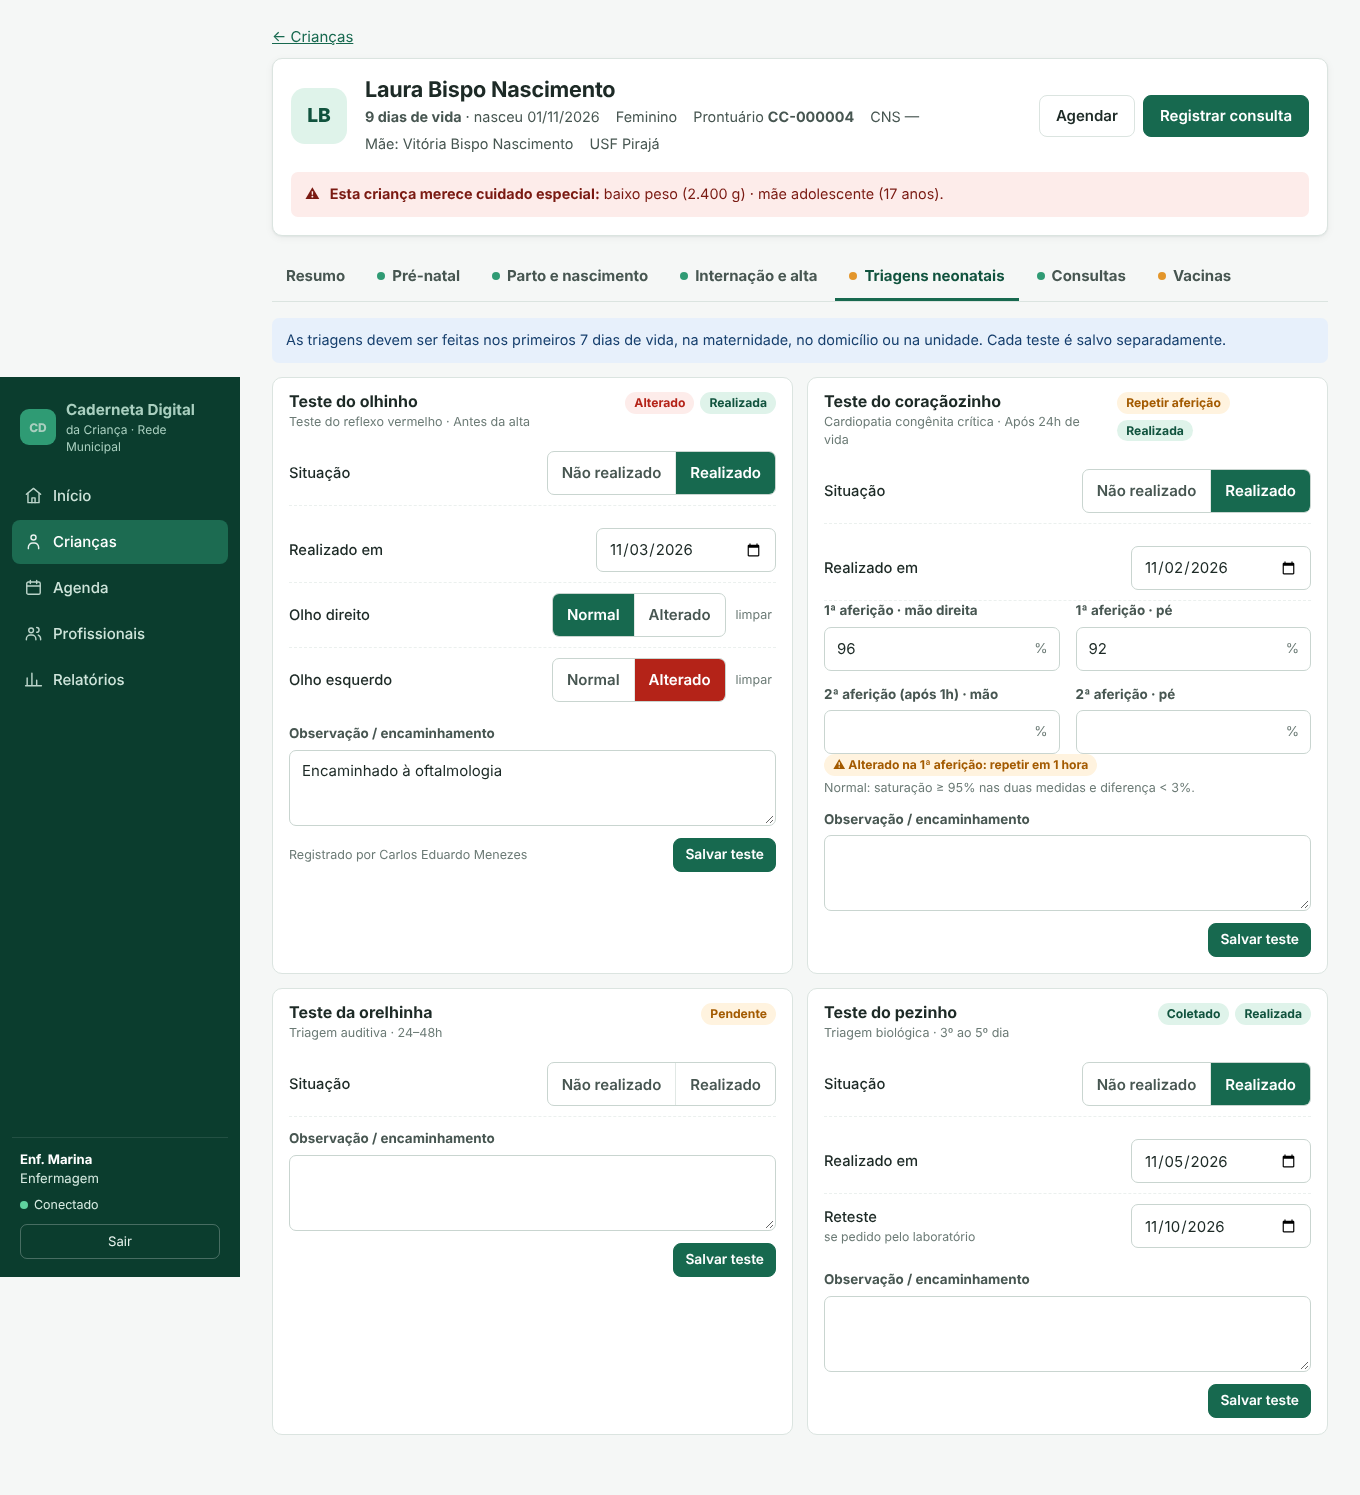 ← Crianças
LB
Laura Bispo Nascimento
9 dias de vida · nasceu 01/11/2026 Feminino Prontuário CC-000004 CNS —
Mãe: Vitória Bispo Nascimento USF Pirajá
Agendar
Registrar consulta
⚠ Esta criança merece cuidado especial: baixo peso (2.400 g) · mãe adolescente (17 anos).
Resumo Pré-natal Parto e nascimento Internação e alta Triagens neonatais Consultas Vacinas
As triagens devem ser feitas nos primeiros 7 dias de vida, na maternidade, no domicílio ou na unidade. Cada teste é salvo separadamente.
CD
Caderneta Digital
da Criança · Rede
Municipal
Início
Crianças
Agenda
Profissionais
Relatórios
Enf. Marina
Enfermagem
Conectado
Sair
Teste do olhinho
Alterado Realizada
Teste do reflexo vermelho · Antes da alta
Situação
Não realizado Realizado
Realizado em
11/03/2026
Olho direito
Normal Alterado limpar
Olho esquerdo
Normal Alterado limpar
Observação / encaminhamento
Encaminhado à oftalmologia
Registrado por Carlos Eduardo Menezes
Salvar teste
Teste do coraçãozinho
Repetir aferição
Realizada
Cardiopatia congênita crítica · Após 24h de
vida
Situação
Não realizado Realizado
Realizado em
11/02/2026
1ª aferição · mão direita
96 %
1ª aferição · pé
92 %
2ª aferição (após 1h) · mão
%
2ª aferição · pé
%
⚠ Alterado na 1ª aferição: repetir em 1 hora
Normal: saturação ≥ 95% nas duas medidas e diferença < 3%.
Observação / encaminhamento
Salvar teste
Teste da orelhinha
Pendente
Triagem auditiva · 24–48h
Situação
Não realizado Realizado
Observação / encaminhamento
Salvar teste
Teste do pezinho
Coletado Realizada
Triagem biológica · 3º ao 5º dia
Situação
Não realizado Realizado
Realizado em
11/05/2026
Reteste
se pedido pelo laboratório
11/10/2026
Observação / encaminhamento
Salvar teste